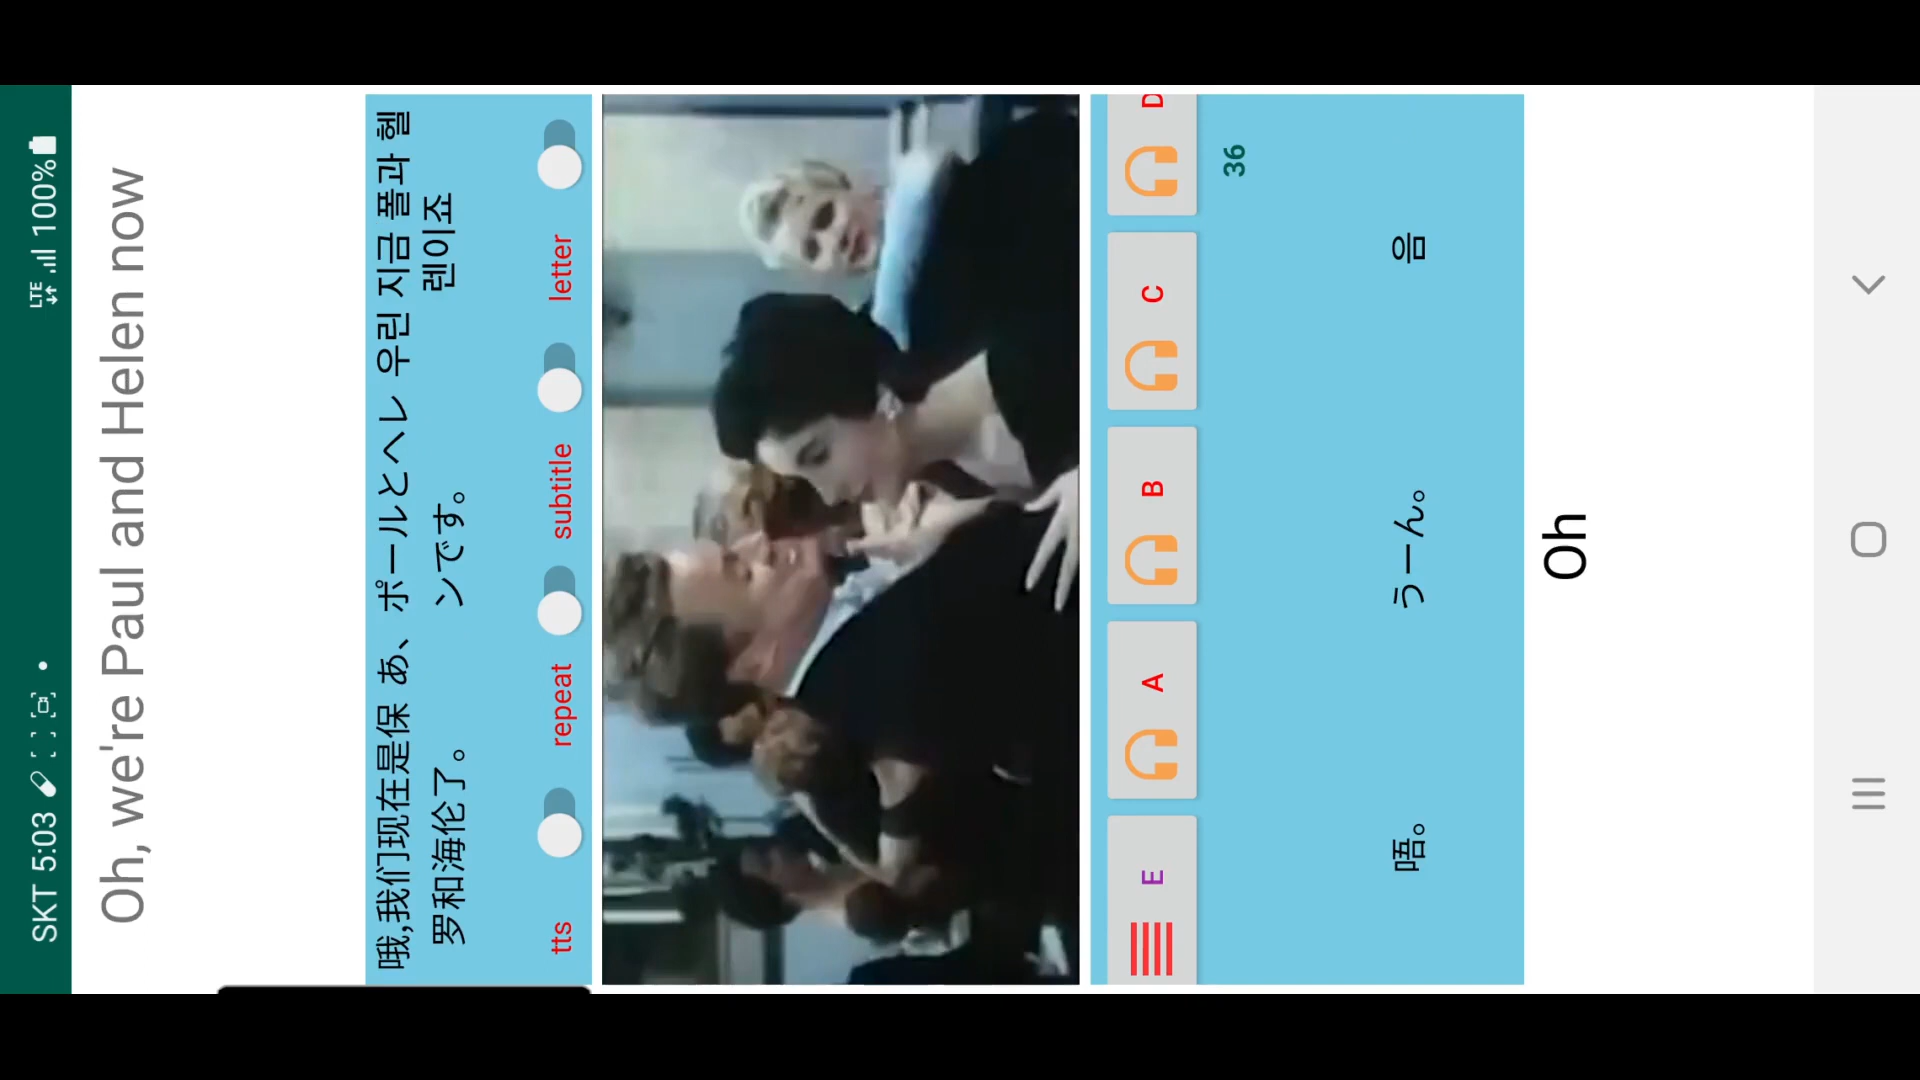 SKT 5:03 LTE 100%
Oh, we're Paul and Helen now
哦,我们现在是保
罗和海伦了。
あ、ポールとヘレ
ンです。
우린 지금 폴과 헬
렌이죠
tts repeat subtitle letter
E A B C D
36
唔。 うーん。 음
Oh